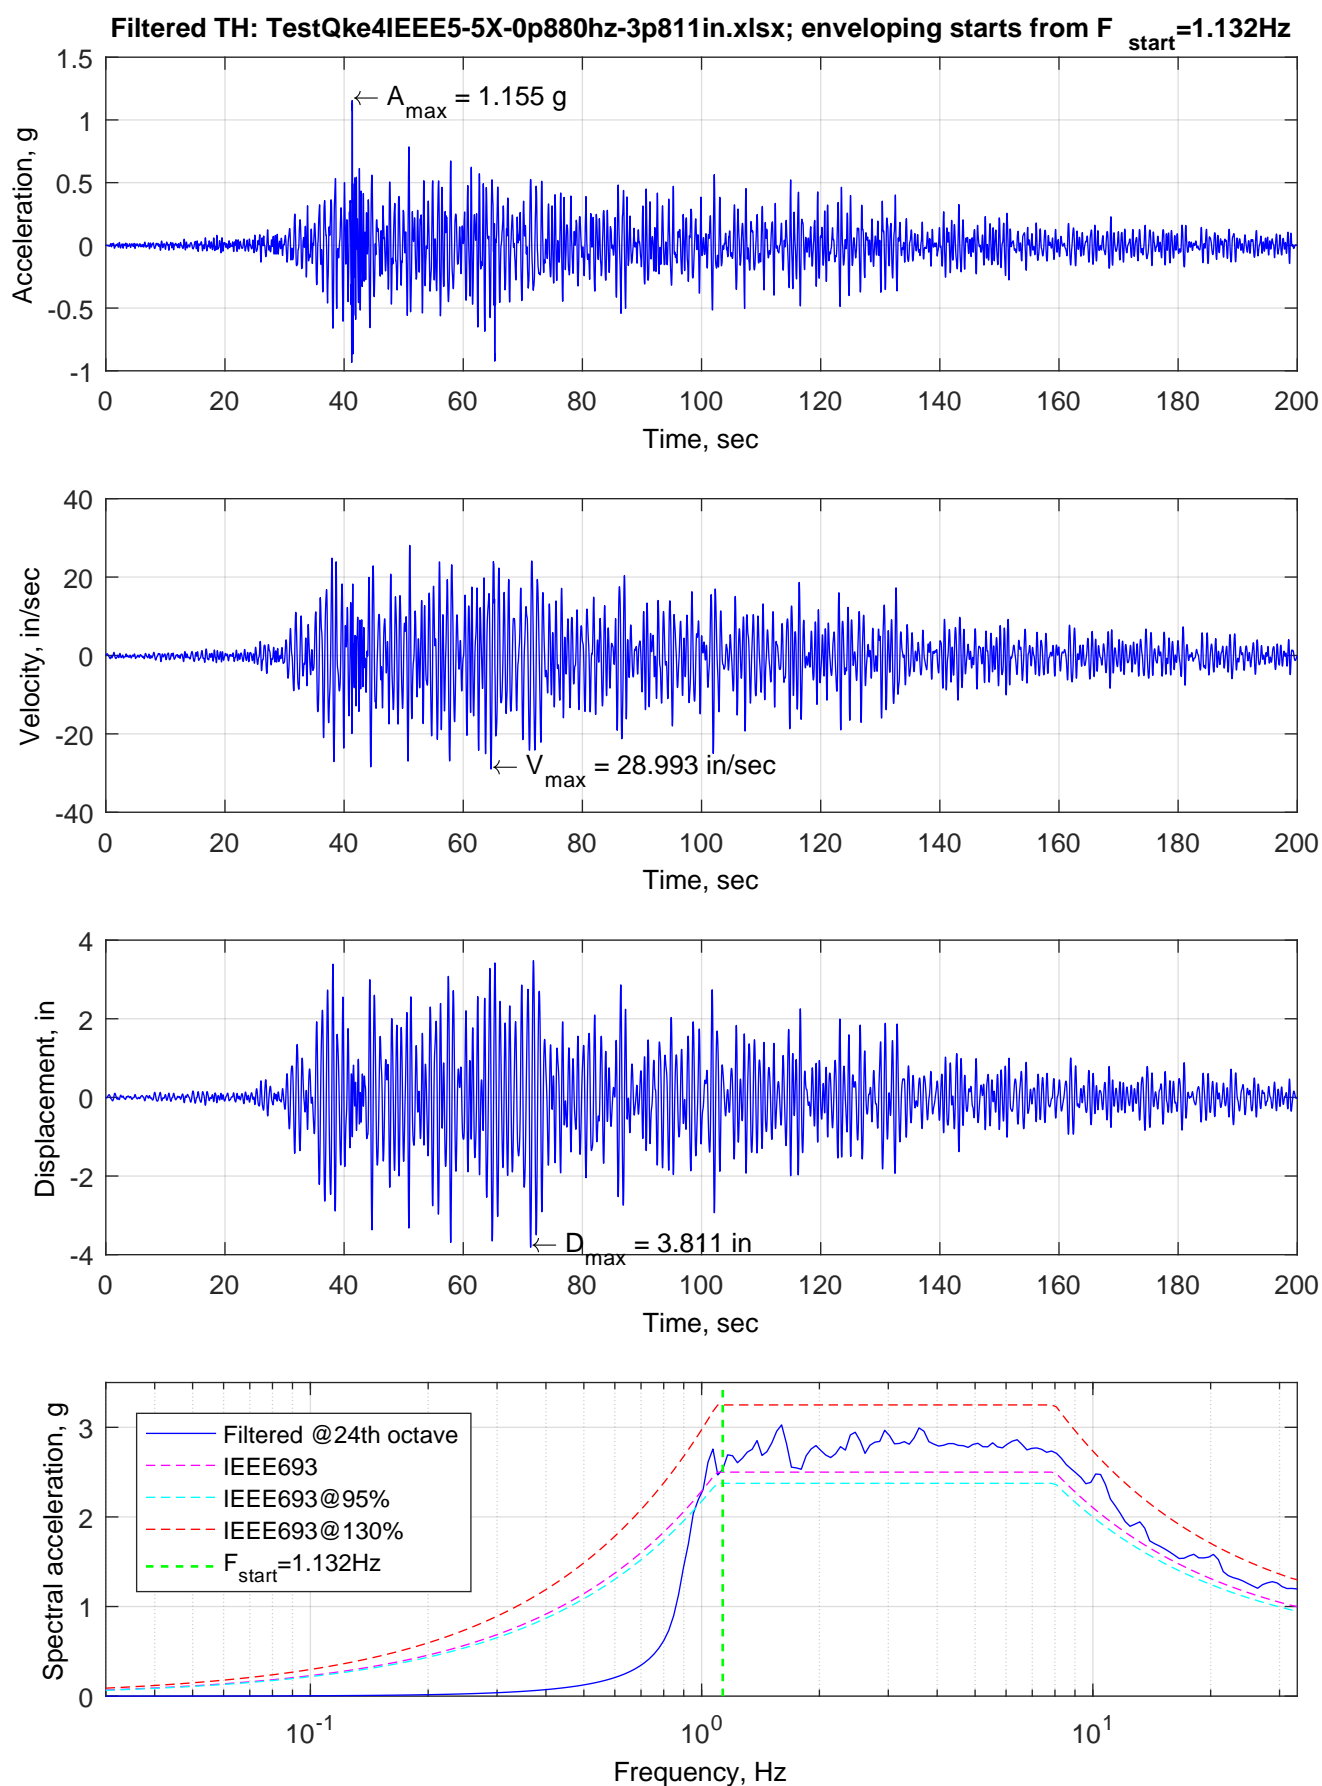 Filtered TH: TestQke4IEEE5-5X-0p880hz-3p811in.xlsx; enveloping starts from F start=1.132Hz
1.5
1
0.5
0
-0.5
-1
Acceleration, g
← Amax = 1.155 g
0 20 40 60 80 100 120 140 160 180 200
Time, sec
40
20
0
-20
-40
Velocity, in/sec
← Vmax = 28.993 in/sec
0 20 40 60 80 100 120 140 160 180 200
Time, sec
4
2
0
-2
-4
Displacement, in
← Dmax = 3.811 in
0 20 40 60 80 100 120 140 160 180 200
Time, sec
3
2
1
0
Spectral acceleration, g
Filtered @24th octave
IEEE693
IEEE693@95%
IEEE693@130%
Fstart=1.132Hz
10-1 100 101
Frequency, Hz